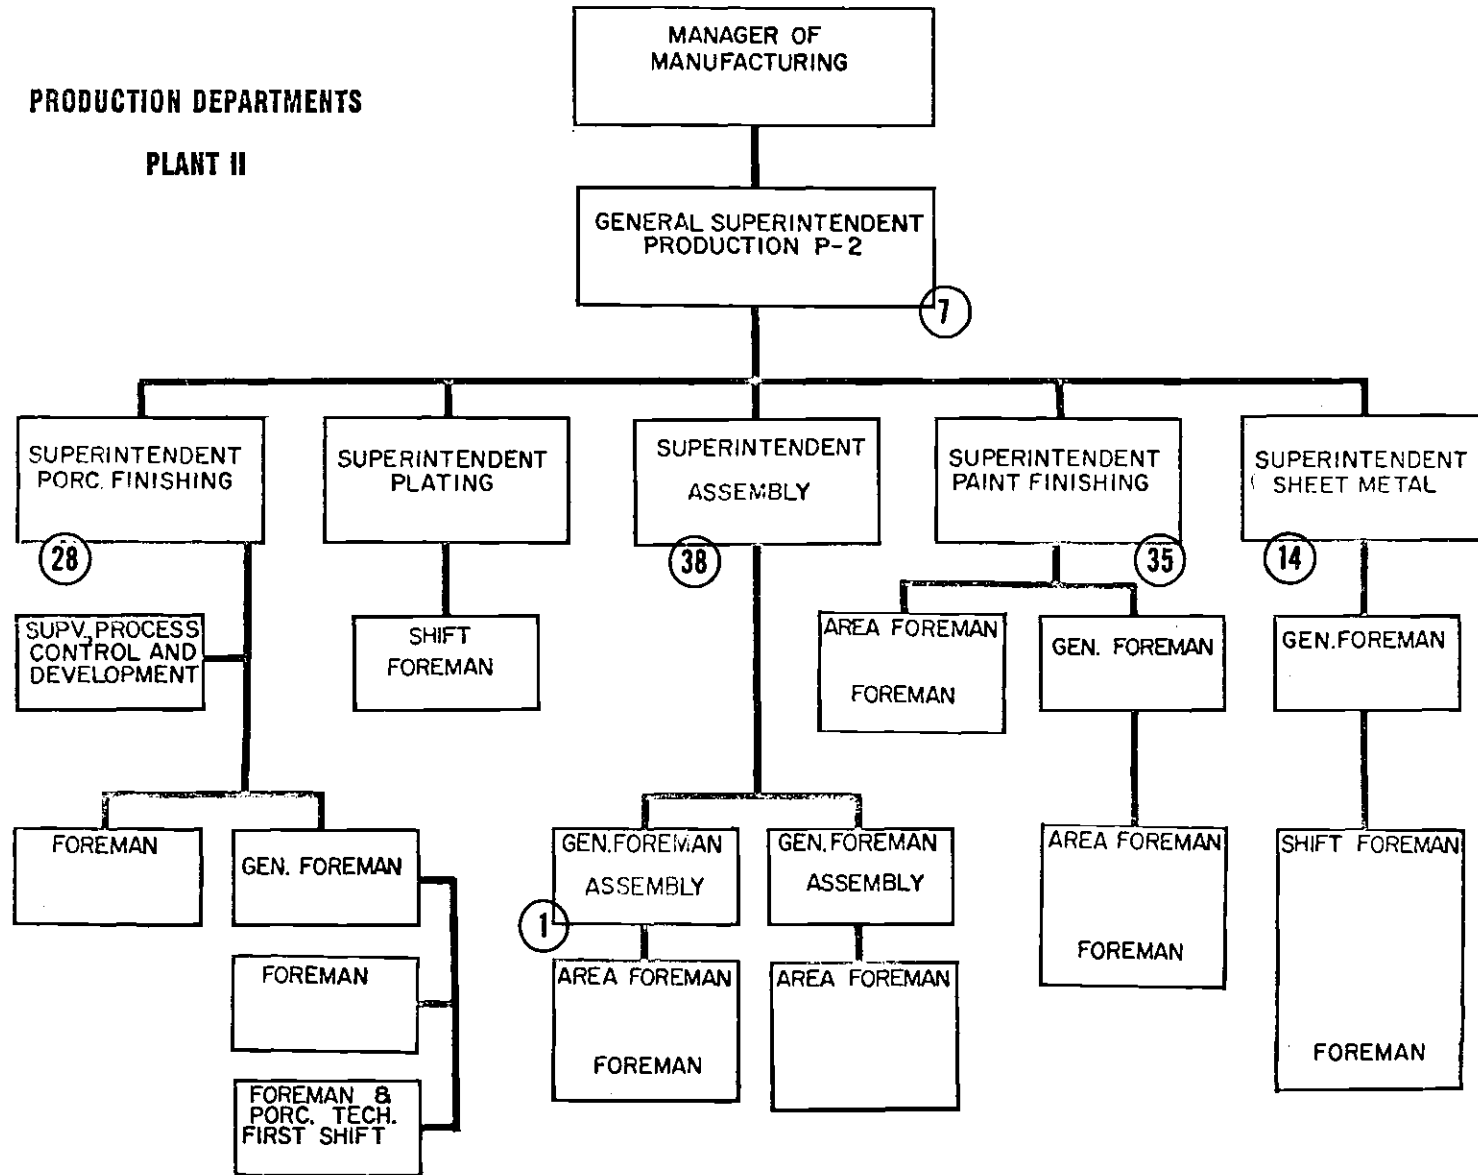 MANAGER OF
MANUFACTURING
PRODUCTION DEPARTMENTS
PLANT II
GENERAL SUPERINTENDENT
PRODUCTION P-2
7
SUPERINTENDENT
PORC. FINISHING
28
SUPERINTENDENT
PLATING
SUPERINTENDENT
ASSEMBLY
38
SUPERINTENDENT
PAINT FINISHING
35
SUPERINTENDENT
SHEET METAL
14
SUPV. PROCESS
CONTROL AND
DEVELOPMENT
SHIFT
FOREMAN
AREA FOREMAN
FOREMAN
GEN. FOREMAN
GEN. FOREMAN
FOREMAN
GEN. FOREMAN
GEN. FOREMAN
ASSEMBLY
1
GEN. FOREMAN
ASSEMBLY
AREA FOREMAN
FOREMAN
SHIFT FOREMAN
FOREMAN
FOREMAN
AREA FOREMAN
FOREMAN
AREA FOREMAN
FOREMAN &
PORC. TECH.
FIRST SHIFT